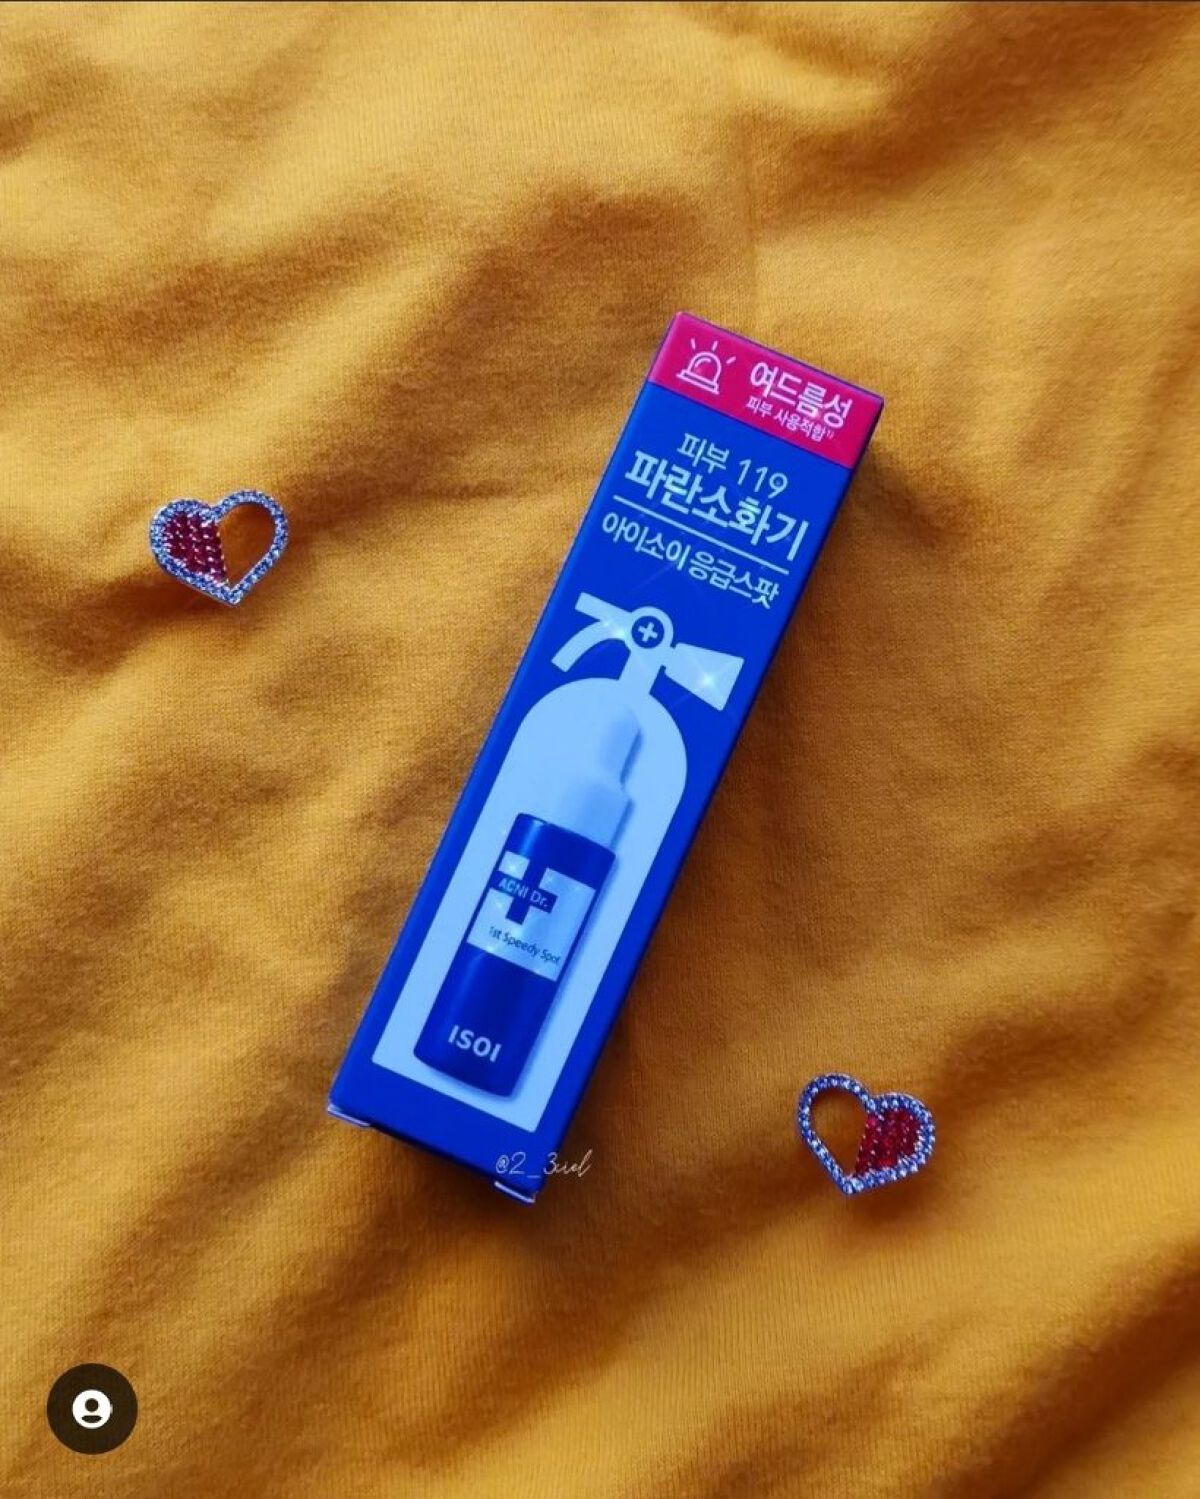 여드름성
피부 사용적합¹⁾
피부 119
파란소화기
아이소이 응급스팟
ACNI Dr.
1st Speedy Spot
ISOI